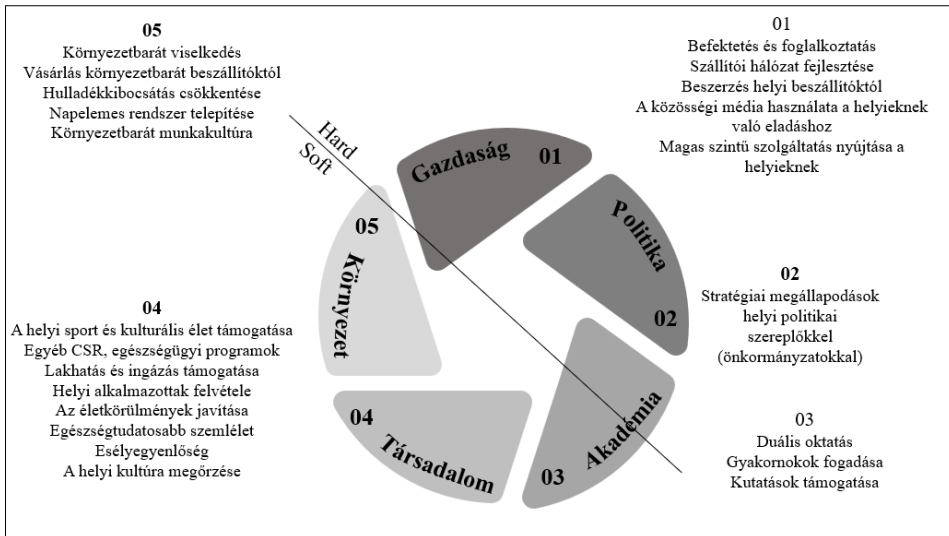 05
Környezetbarát viselkedés
Vásárlás környezetbarát beszállítóktól
Hulladékkibocsátás csökkentése
Napelemes rendszer telepítése
Környezetbarát munkakultúra
01
Befektetés és foglalkoztatás
Szállítói hálózat fejlesztése
Beszerzés helyi beszállítóktól
A közösségi média használata a helyieknek
való eladáshoz
Magas szintű szolgáltatás nyújtása a
helyieknek
Hard
Soft
Gazdaság
01
Politika
02
Akadémia
03
Társadalom
04
Környezet
05
02
Stratégiai megállapodások
helyi politikai
szereplőkkel
(önkormányzatokkal)
04
A helyi sport és kulturális élet támogatása
Egyéb CSR, egészségügyi programok
Lakhatás és ingázás támogatása
Helyi alkalmazottak felvétele
Az életkörülmények javítása
Egészségtudatosabb szemlélet
Esélyegyenlőség
A helyi kultúra megőrzése
03
Duális oktatás
Gyakornokok fogadása
Kutatások támogatása